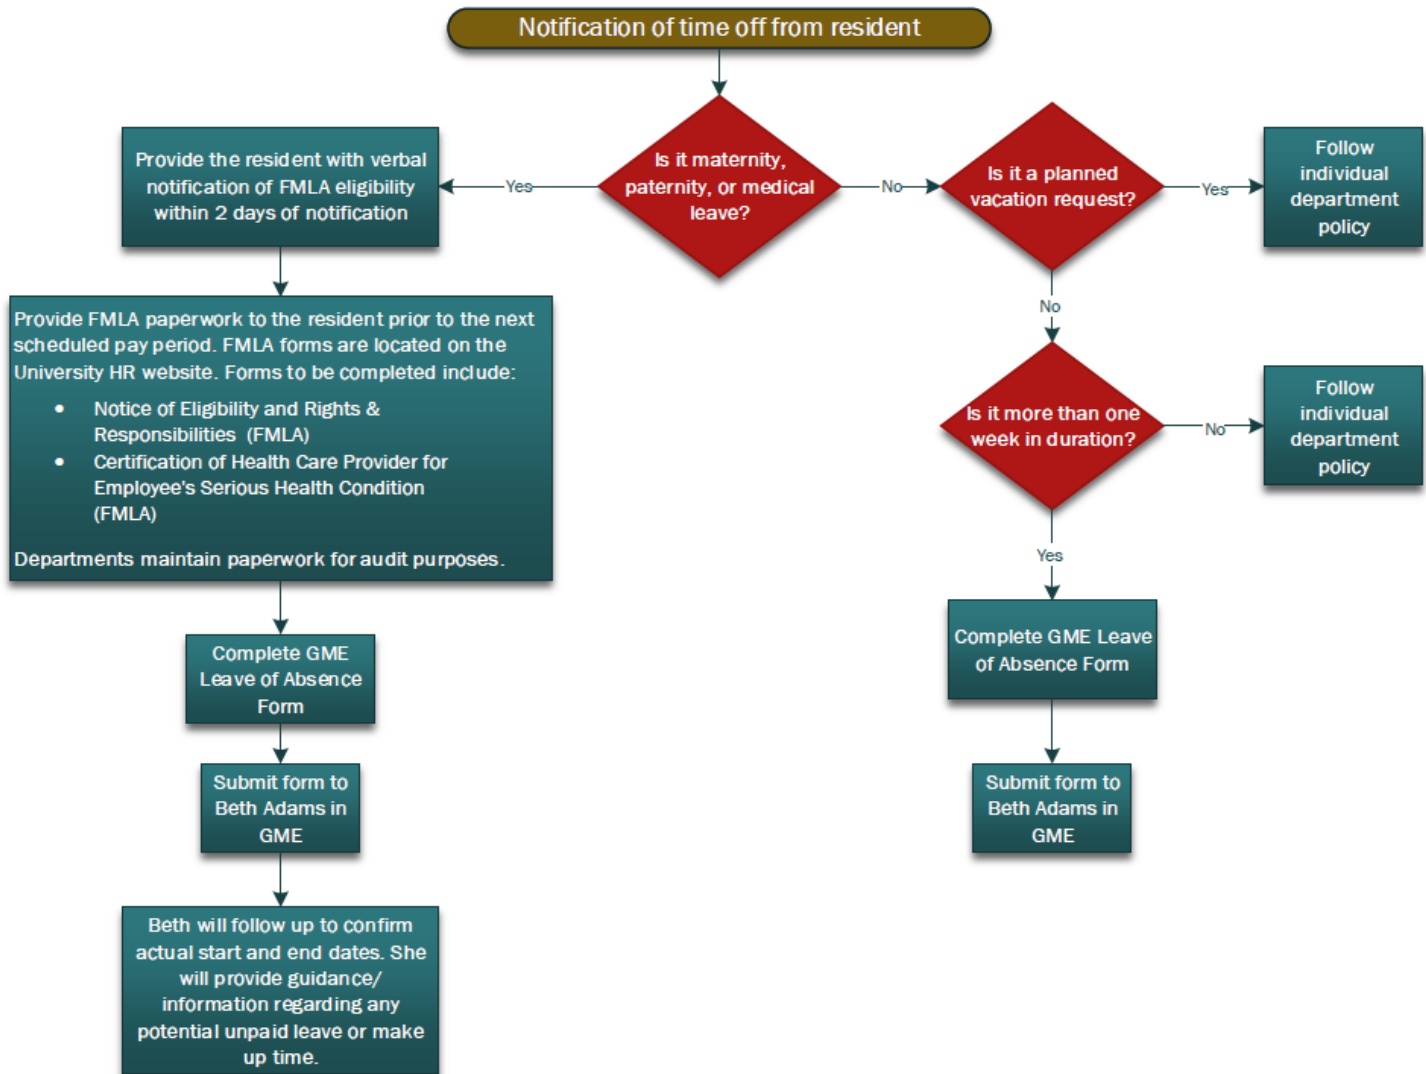 Notification of time off from resident
Provide the resident with verbal
notification of FMLA eligibility
within 2 days of notification
Yes
Is it maternity,
paternity, or medical
leave?
No
Is it a planned
vacation request?
Yes
Follow
individual
department
policy
No
Provide FMLA paperwork to the resident prior to the next
scheduled pay period. FMLA forms are located on the
University HR website. Forms to be completed include:
• Notice of Eligibility and Rights &
Responsibilities (FMLA)
• Certification of Health Care Provider for
Employee's Serious Health Condition
(FMLA)
Departments maintain paperwork for audit purposes.
Is it more than one
week in duration?
No
Follow
individual
department
policy
Yes
Complete GME
Leave of Absence
Form
Complete GME Leave
of Absence Form
Submit form to
Beth Adams in
GME
Submit form to
Beth Adams in
GME
Beth will follow up to confirm
actual start and end dates. She
will provide guidance/
information regarding any
potential unpaid leave or make
up time.